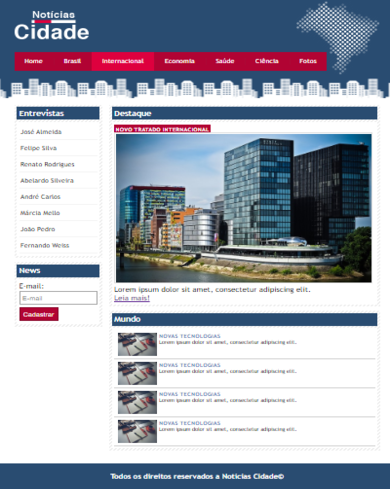 Notícias
Cidade
Home Brasil Internacional Economia Saúde Ciência Fotos
Entrevistas
José Almeida
Felipo Silva
Renato Rodrigues
Abelardo Silveira
André Carlos
Márcia Mello
João Pedro
Fernando Weiss
News
E-mail:
E-mail
Cadastrar
Destaque
NOVO TRATADO INTERNACIONAL
Lorem ipsum dolor sit amet, consectetur adipiscing elit.
Leia mais!
Mundo
NOVAS TECNOLOGIAS
Lorem ipsum dolor sit amet, consectetur adipiscing elit.
NOVAS TECNOLOGIAS
Lorem ipsum dolor sit amet, consectetur adipiscing elit.
NOVAS TECNOLOGIAS
Lorem ipsum dolor sit amet, consectetur adipiscing elit.
NOVAS TECNOLOGIAS
Lorem ipsum dolor sit amet, consectetur adipiscing elit.
Todos os direitos reservados a Notícias Cidade©